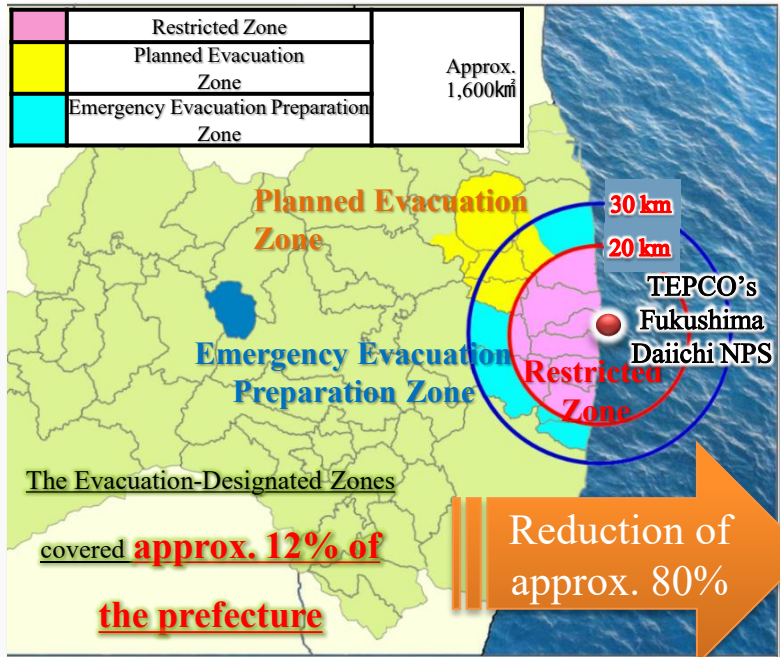 Restricted Zone
Planned Evacuation
Zone
Emergency Evacuation Preparation
Zone
Approx.
1,600㎢
Planned Evacuation
Zone
30 km
20 km
TEPCO’s
Fukushima
Daiichi NPS
Emergency Evacuation
Preparation Zone
Restricted
Zone
The Evacuation-Designated Zones
covered approx. 12% of
the prefecture
Reduction of
approx. 80%